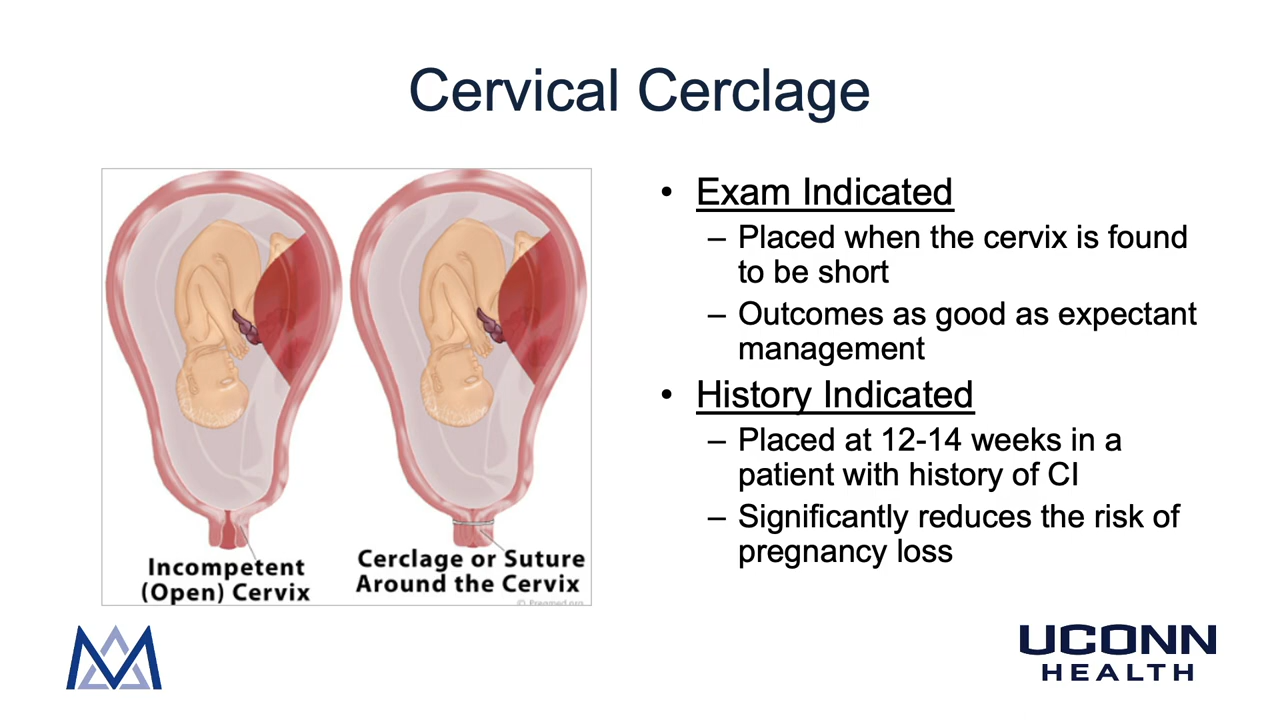 Cervical Cerclage
Incompetent
(Open) Cervix
Cerclage or Suture
Around the Cervix
© Pregmed.org
• Exam Indicated
– Placed when the cervix is found
to be short
– Outcomes as good as expectant
management
• History Indicated
– Placed at 12-14 weeks in a
patient with history of CI
– Significantly reduces the risk of
pregnancy loss
UCONN
HEALTH